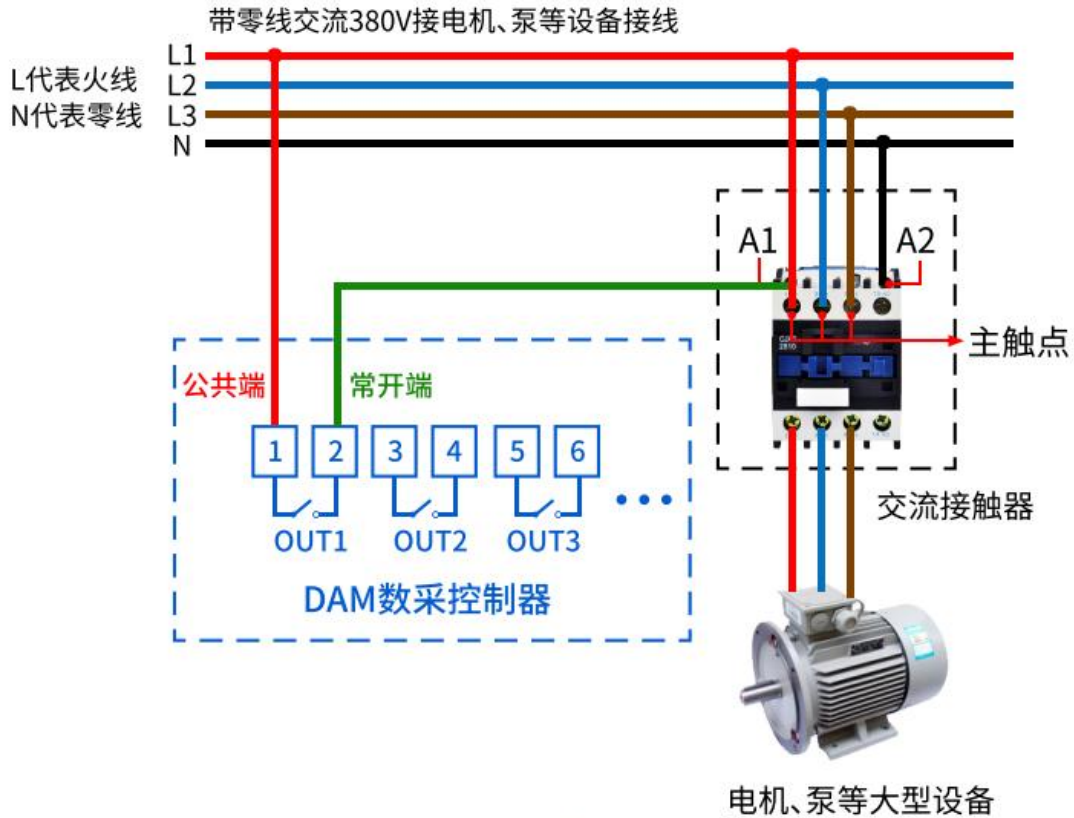 带零线交流380V接电机、泵等设备接线
L1
L代表火线
L2
N代表零线
L3
N
A1
A2
主触点
公共端
常开端
1 2 3 4 5 6
OUT1 OUT2 OUT3
交流接触器
DAM数采控制器
电机、泵等大型设备